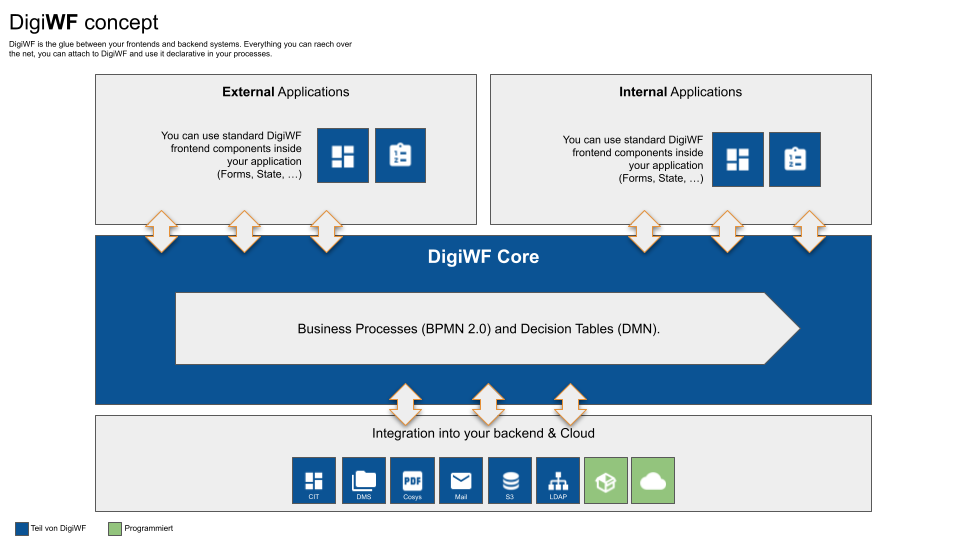 DigiWF concept
DigiWF is the glue between your frontends and backend systems. Everything you can raech over
the net, you can attach to DigiWF and use it declarative in your processes.
External Applications
You can use standard DigiWF
frontend components inside
your application
(Forms, State, …)
1
2
Internal Applications
You can use standard DigiWF
frontend components inside
your application
(Forms, State, …)
1
2
DigiWF Core
Business Processes (BPMN 2.0) and Decision Tables (DMN).
Integration into your backend & Cloud
CIT
DMS
PDF
Cosys
Mail
S3
LDAP
Teil von DigiWF
Programmiert